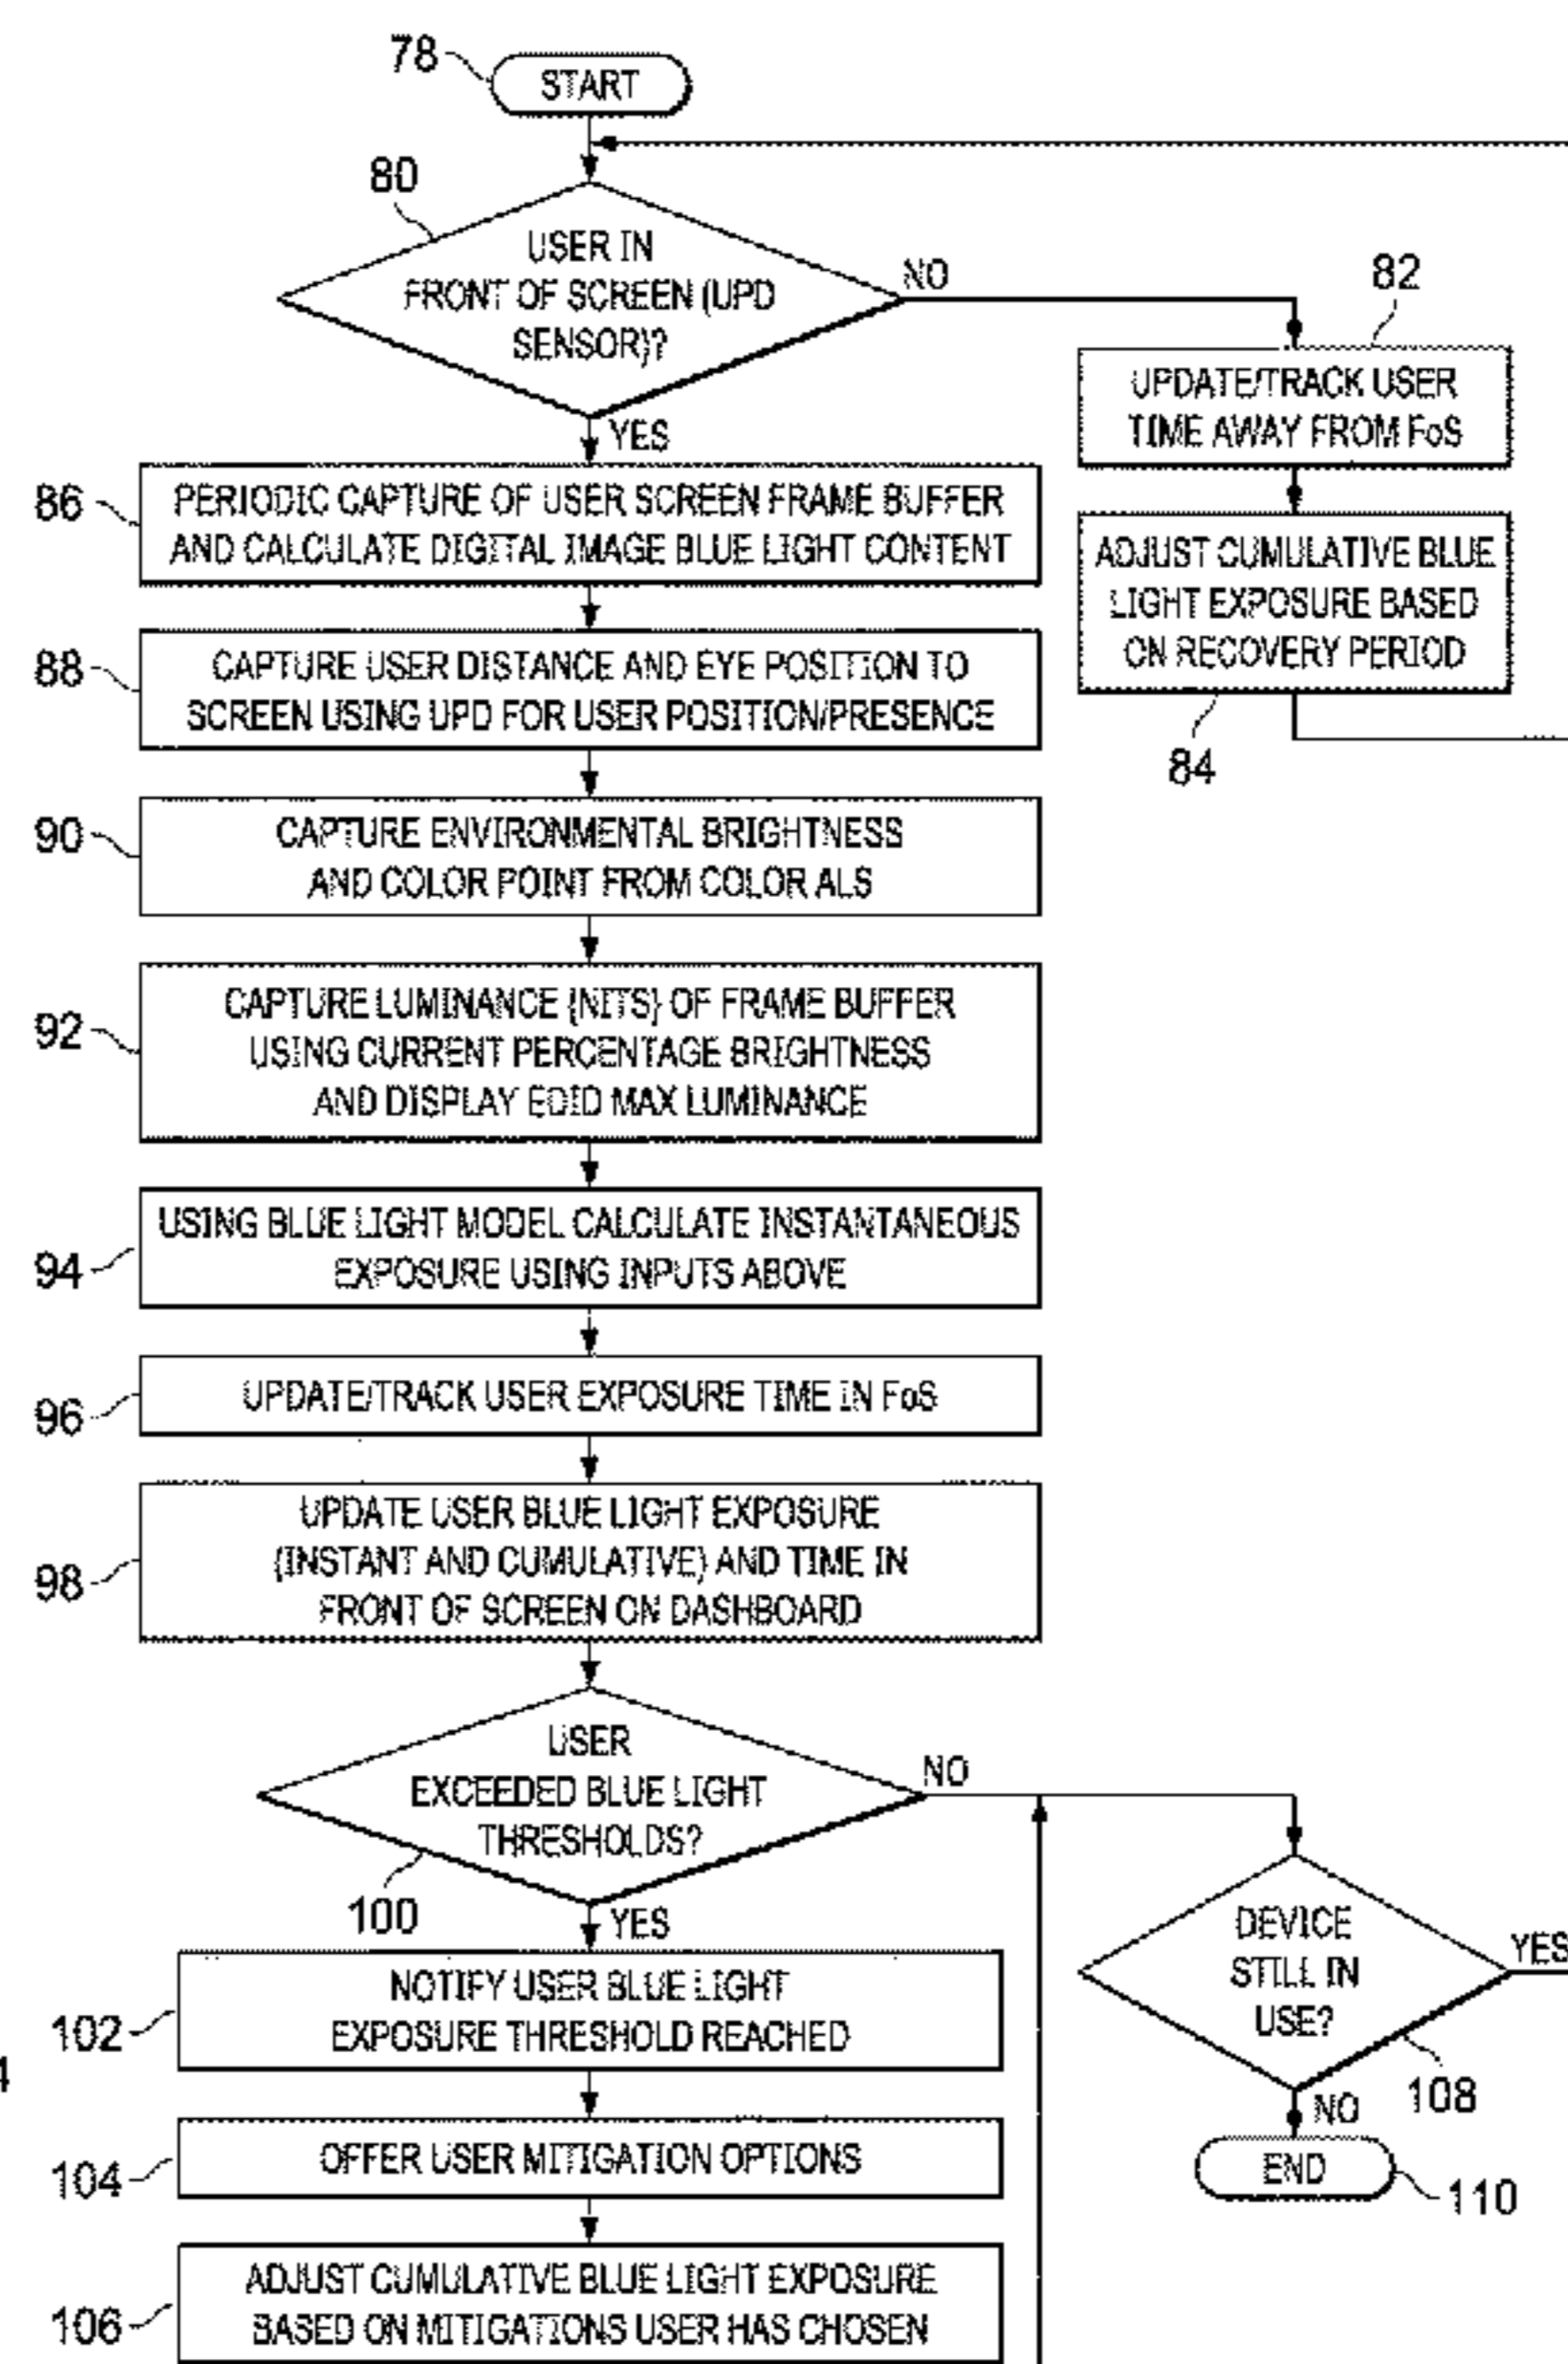 78
START
80
USER IN
FRONT OF SCREEN (UPD
SENSOR)?
NO
YES
82
UPDATE/TRACK USER
TIME AWAY FROM FoS
ADJUST CUMULATIVE BLUE
LIGHT EXPOSURE BASED
ON RECOVERY PERIOD
84
86
PERIODIC CAPTURE OF USER SCREEN FRAME BUFFER
AND CALCULATE DIGITAL IMAGE BLUE LIGHT CONTENT
88
CAPTURE USER DISTANCE AND EYE POSITION TO
SCREEN USING UPD FOR USER POSITION/PRESENCE
90
CAPTURE ENVIRONMENTAL BRIGHTNESS
AND COLOR POINT FROM COLOR ALS
92
CAPTURE LUMINANCE {NITS} OF FRAME BUFFER
USING CURRENT PERCENTAGE BRIGHTNESS
AND DISPLAY EDID MAX LUMINANCE
94
USING BLUE LIGHT MODEL CALCULATE INSTANTANEOUS
EXPOSURE USING INPUTS ABOVE
96
UPDATE/TRACK USER EXPOSURE TIME IN FoS
98
UPDATE USER BLUE LIGHT EXPOSURE
(INSTANT AND CUMULATIVE) AND TIME IN
FRONT OF SCREEN ON DASHBOARD
USER
EXCEEDED BLUE LIGHT
THRESHOLDS?
NO
100
YES
102
NOTIFY USER BLUE LIGHT
EXPOSURE THRESHOLD REACHED
4
104
OFFER USER MITIGATION OPTIONS
106
ADJUST CUMULATIVE BLUE LIGHT EXPOSURE
BASED ON MITIGATIONS USER HAS CHOSEN
DEVICE
STILL IN
USE?
YES
108
NO
END
110